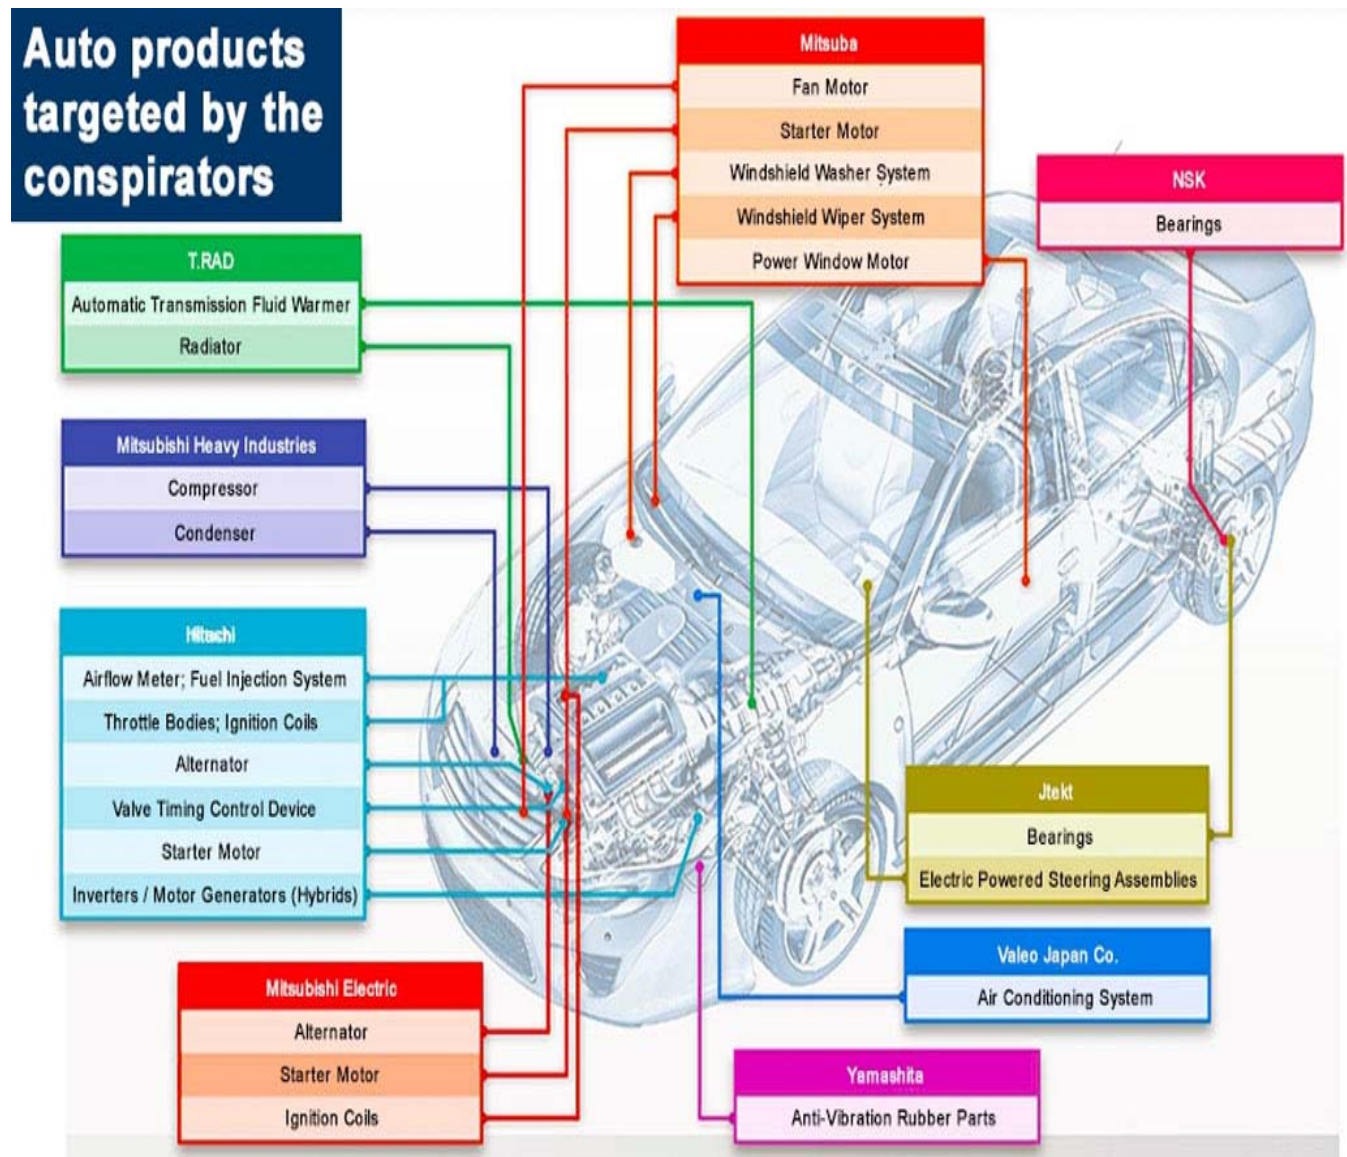 Auto products
targeted by the
conspirators
Mitsuba
Fan Motor
Starter Motor
Windshield Washer System
Windshield Wiper System
Power Window Motor
NSK
Bearings
T.RAD
Automatic Transmission Fluid Warmer
Radiator
Mitsubishi Heavy Industries
Compressor
Condenser
Hitachi
Airflow Meter; Fuel Injection System
Throttle Bodies; Ignition Coils
Alternator
Valve Timing Control Device
Starter Motor
Inverters / Motor Generators (Hybrids)
Jtekt
Bearings
Electric Powered Steering Assemblies
Valeo Japan Co.
Air Conditioning System
Mitsubishi Electric
Alternator
Starter Motor
Ignition Coils
Yamashita
Anti-Vibration Rubber Parts